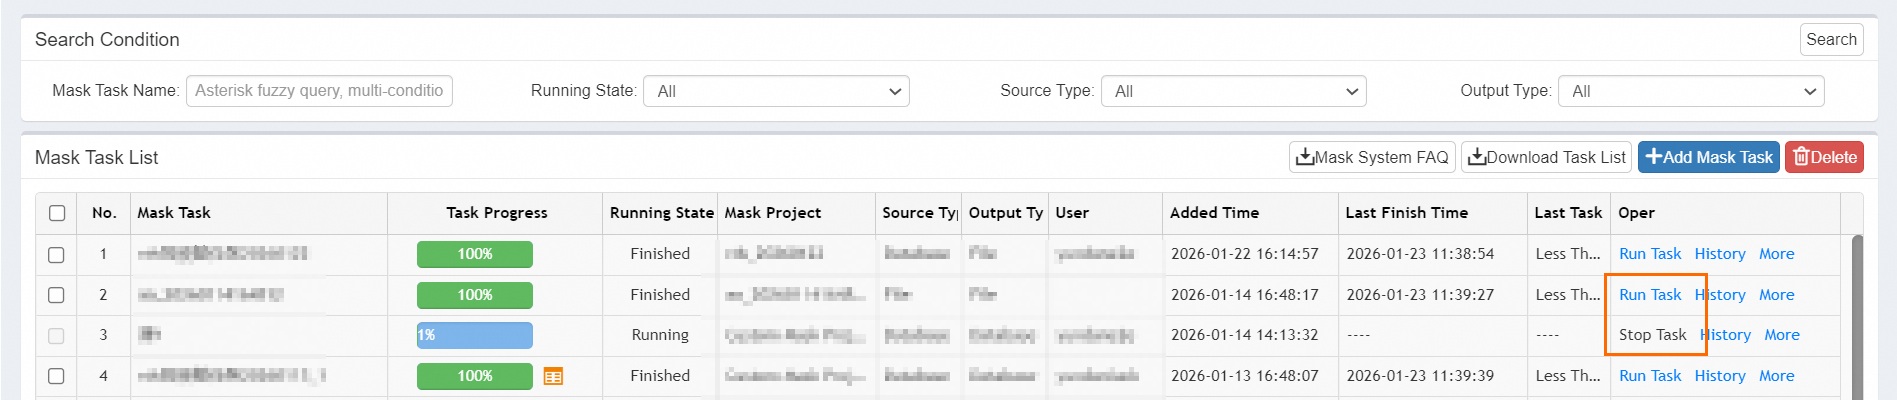 Search Condition Search
Mask Task Name: Asterisk fuzzy query, multi-conditio Running State: All Source Type: All Output Type: All
Mask Task List Mask System FAQ Download Task List Add Mask Task Delete
No. Mask Task Task Progress Running State Mask Project Source Ty Output Ty User Added Time Last Finish Time Last Task Oper
1 100% Finished 2026-01-22 16:14:57 2026-01-23 11:38:54 Less Th... Run Task History More
2 100% Finished 2026-01-14 16:48:17 2026-01-23 11:39:27 Less Th... Run Task History More
3 1% Running 2026-01-14 14:13:32 ---- ---- Stop Task History More
4 100% Finished 2026-01-13 16:48:07 2026-01-23 11:39:39 Less Th... Run Task History More